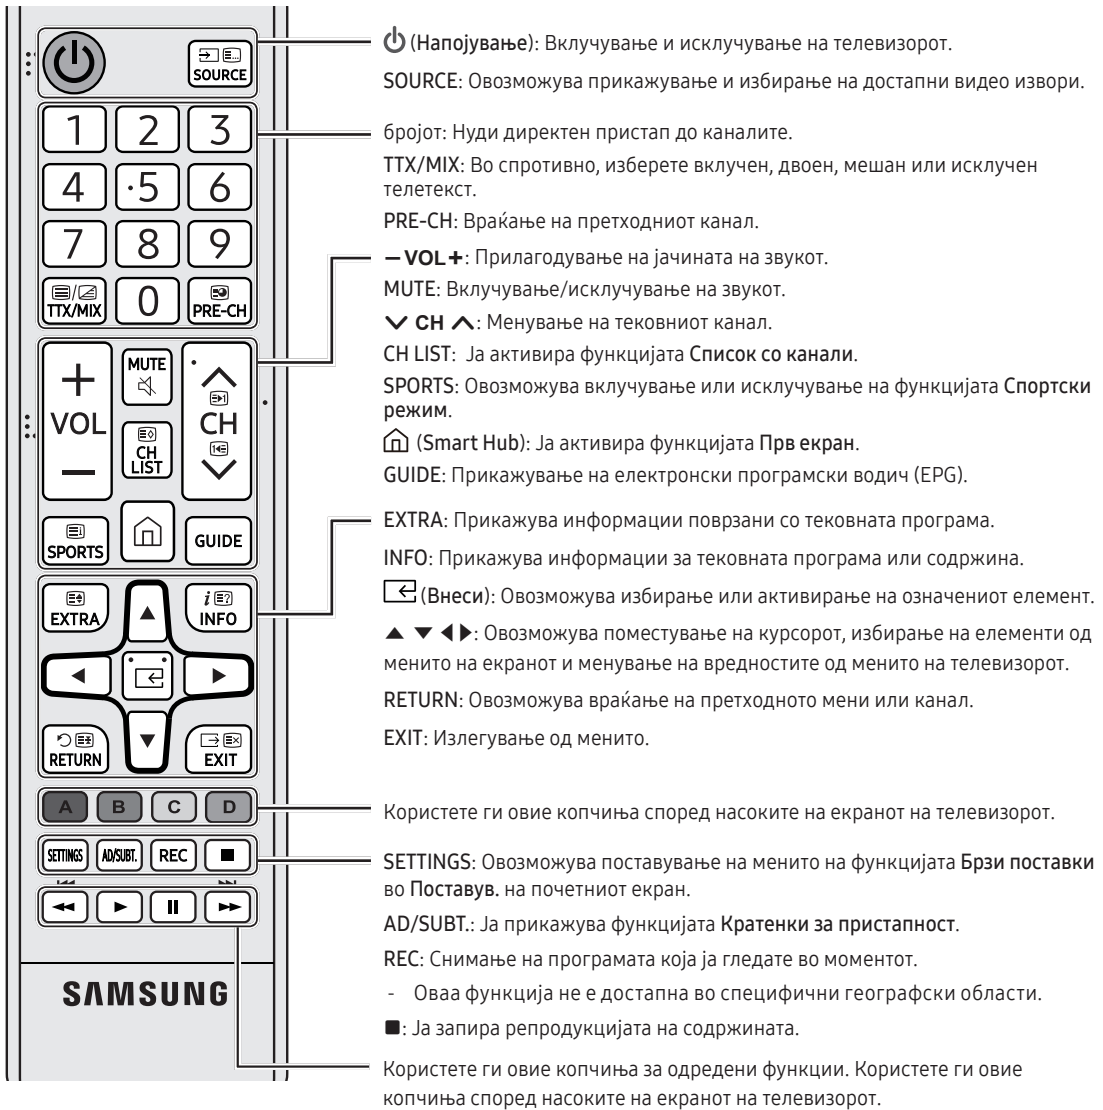 SOURCE
1 2 3
4 5 6
7 8 9
TTX/MIX 0 PRE-CH
VOL
MUTE
CH
LIST
CH
SPORTS
GUIDE
EXTRA
INFO
RETURN
EXIT
A B C D
SETTINGS AD/SUBT. REC
SAMSUNG
(Напојување): Вклучување и исклучување на телевизорот.
SOURCE: Овозможува прикажување и избирање на достапни видео извори.
бројот: Нуди директен пристап до каналите.
TTX/MIX: Во спротивно, изберете вклучен, двоен, мешан или исклучен
телетекст.
PRE-CH: Враќање на претходниот канал.
– VOL +: Прилагодување на јачината на звукот.
MUTE: Вклучување/исклучување на звукот.
CH : Менување на тековниот канал.
CH LIST: Ја активира функцијата Список со канали.
SPORTS: Овозможува вклучување или исклучување на функцијата Спортски
режим.
(Smart Hub): Ја активира функцијата Прв екран.
GUIDE: Прикажување на електронски програмски водич (EPG).
EXTRA: Прикажува информации поврзани со тековната програма.
INFO: Прикажува информации за тековната програма или содржина.
(Внеси): Овозможува избирање или активирање на означениот елемент.
▲ ▼ ◀ ▶: Овозможува поместување на курсорот, избирање на елементи од
менито на екранот и менување на вредностите од менито на телевизорот.
RETURN: Овозможува враќање на претходното мени или канал.
EXIT: Излегување од менито.
Користете ги овие копчиња според насоките на екранот на телевизорот.
SETTINGS: Овозможува поставување на менито на функцијата Брзи поставки
во Поставув. на почетниот екран.
AD/SUBT.: Ја прикажува функцијата Кратенки за пристапност.
REC: Снимање на програмата која ја гледате во моментот.
- Оваа функција не е достапна во специфични географски области.
■: Ја запира репродукцијата на содржината.
Користете ги овие копчиња за одредени функции. Користете ги овие
копчиња според насоките на екранот на телевизорот.